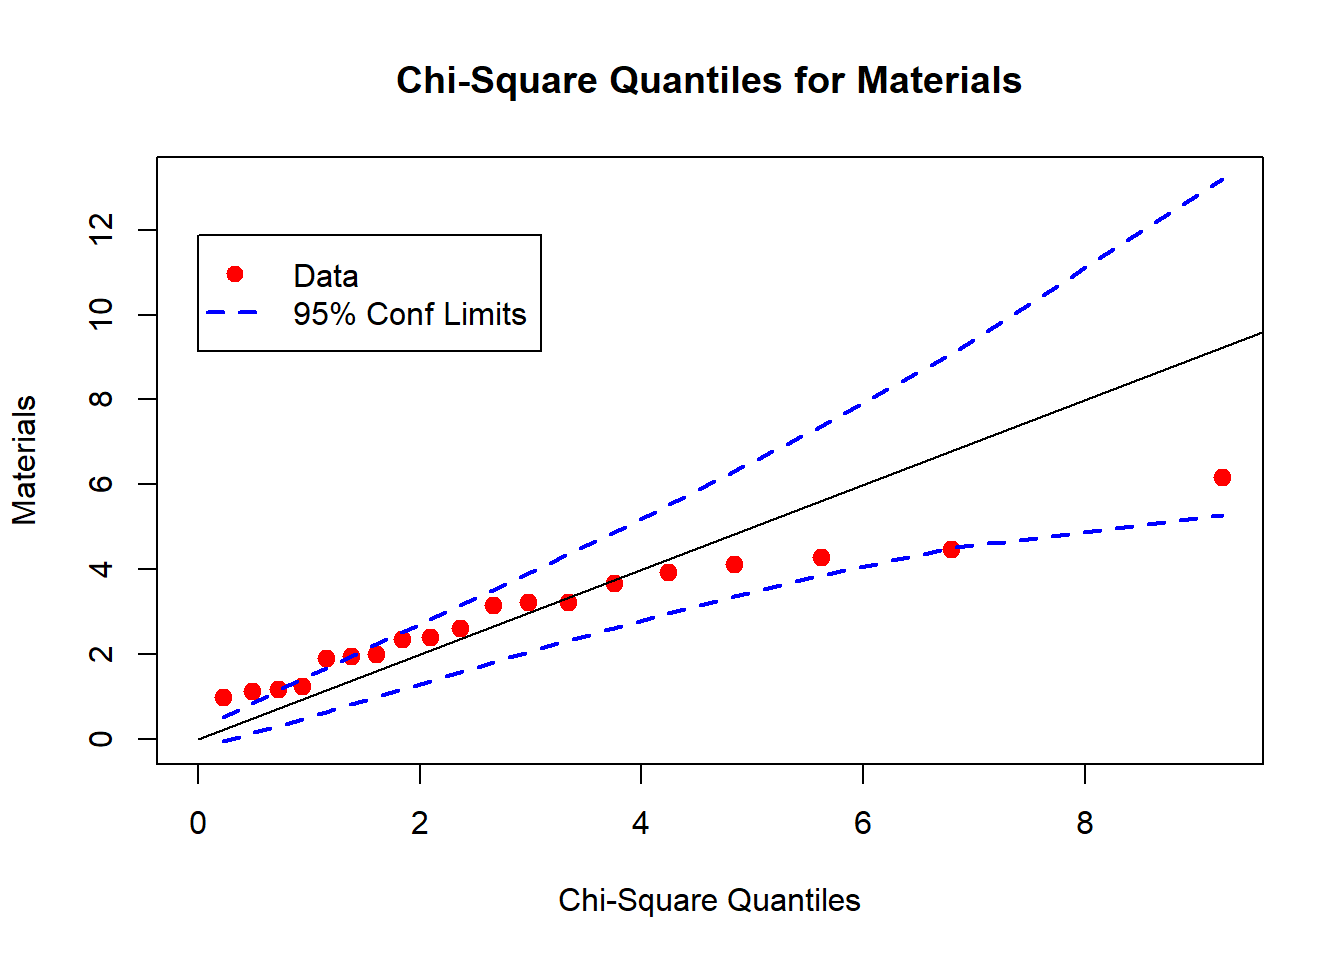 Chi-Square Quantiles for Materials
Data
95% Conf Limits
Materials
12
10
8
6
4
2
0
0 2 4 6 8
Chi-Square Quantiles